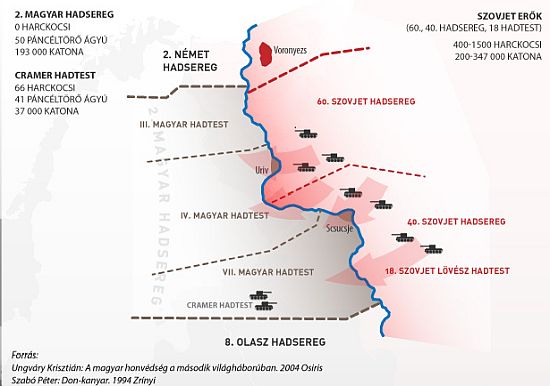 2. MAGYAR HADSEREG
0 HARCKOCSI
50 PÁNCÉLTÖRŐ ÁGYÚ
193 000 KATONA
CRAMER HADTEST
66 HARCKOCSI
41 PÁNCÉLTÖRŐ ÁGYÚ
37 000 KATONA
SZOVJET ERŐK
(60., 40. HADSEREG, 18 HADTEST)
400-1500 HARCKOCSI
200-347 000 KATONA
2. NÉMET
HADSEREG
Voronyezs
60. SZOVJET HADSEREG
III. MAGYAR HADTEST
2. MAGYAR HADSEREG
Uriv
IV. MAGYAR HADTEST
Scsucsje
40. SZOVJET HADSEREG
VII. MAGYAR HADTEST
18. SZOVJET LÖVÉSZ HADTEST
CRAMER HADTEST
8. OLASZ HADSEREG
Forrás:
Ungváry Krisztián: A magyar honvédség a második világháborúban. 2004 Osiris
Szabó Péter: Don-kanyar. 1994 Zrínyi